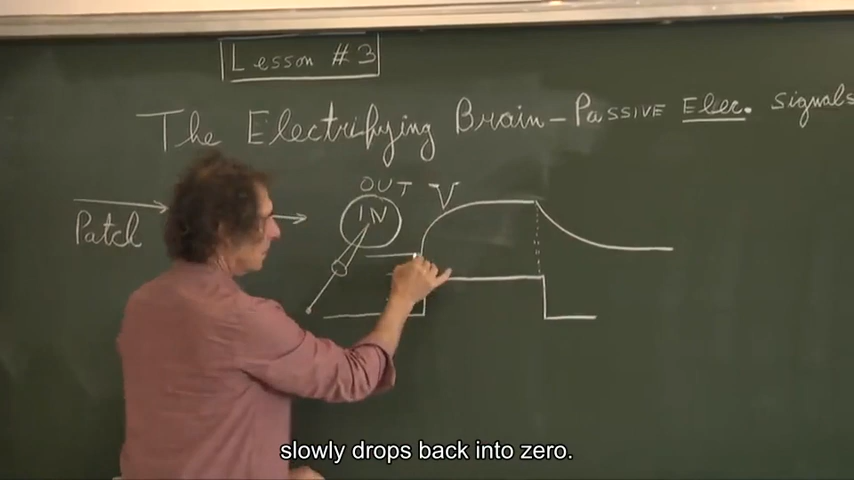 Lesson #3
The Electrifying Brain - Passive Elec. signals
Patch
OUT
IN
V
slowly drops back into zero.